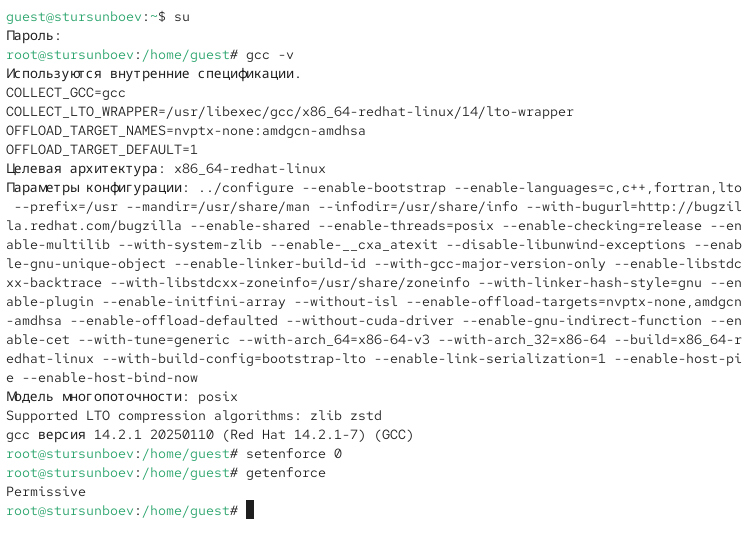 guest@stursunboev:~$ su
Пароль:
root@stursunboev:/home/guest# gcc -v
Используются внутренние спецификации.
COLLECT_GCC=gcc
COLLECT_LTO_WRAPPER=/usr/libexec/gcc/x86_64-redhat-linux/14/lto-wrapper
OFFLOAD_TARGET_NAMES=nvptx-none:amdgcn-amdhsa
OFFLOAD_TARGET_DEFAULT=1
Целевая архитектура: x86_64-redhat-linux
Параметры конфигурации: ../configure --enable-bootstrap --enable-languages=c,c++,fortran,lto
 --prefix=/usr --mandir=/usr/share/man --infodir=/usr/share/info --with-bugurl=http://bugzil
la.redhat.com/bugzilla --enable-shared --enable-threads=posix --enable-checking=release --en
able-multilib --with-system-zlib --enable-__cxa_atexit --disable-libunwind-exceptions --enab
le-gnu-unique-object --enable-linker-build-id --with-gcc-major-version-only --enable-libstdc
xx-backtrace --with-libstdcxx-zoneinfo=/usr/share/zoneinfo --with-linker-hash-style=gnu --en
able-plugin --enable-initfini-array --without-isl --enable-offload-targets=nvptx-none,amdgcn
-amdhsa --enable-offload-defaulted --without-cuda-driver --enable-gnu-indirect-function --en
able-cet --with-tune=generic --with-arch_64=x86-64-v3 --with-arch_32=x86-64 --build=x86_64-r
edhat-linux --with-build-config=bootstrap-lto --enable-link-serialization=1 --enable-host-pi
e --enable-host-bind-now
Модель многопоточности: posix
Supported LTO compression algorithms: zlib zstd
gcc версия 14.2.1 20250110 (Red Hat 14.2.1-7) (GCC)
root@stursunboev:/home/guest# setenforce 0
root@stursunboev:/home/guest# getenforce
Permissive
root@stursunboev:/home/guest#